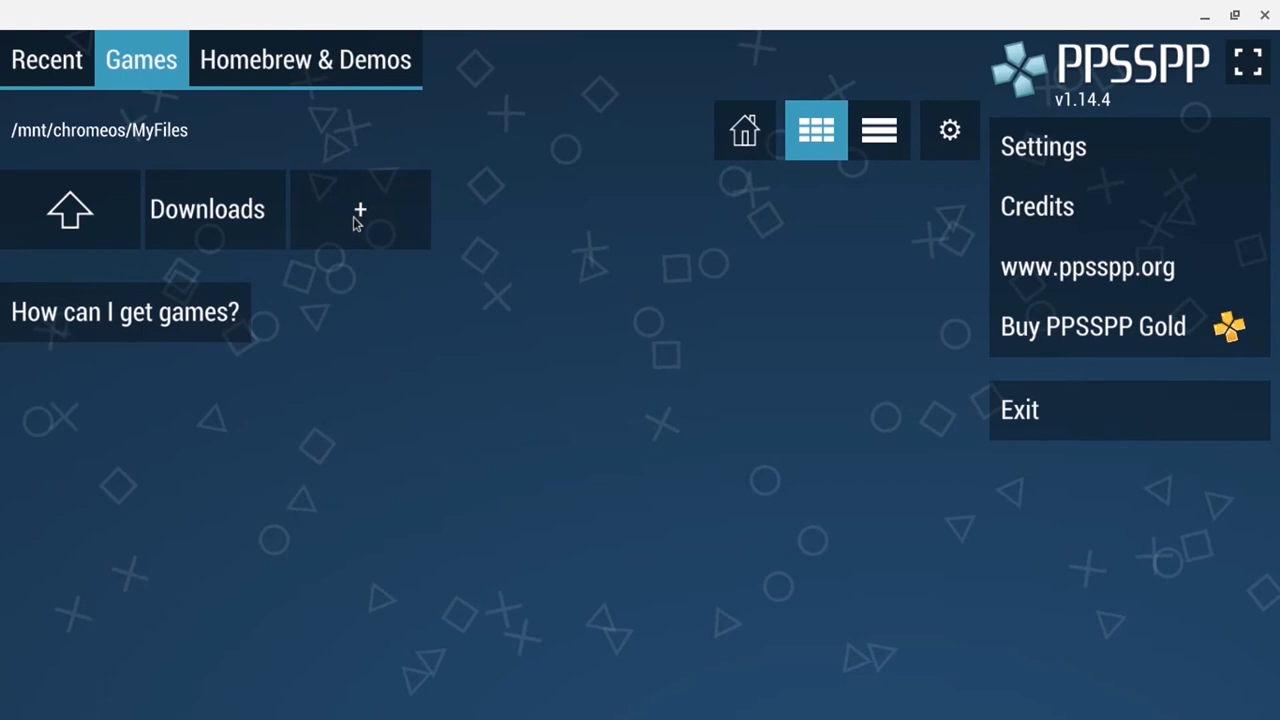 Recent
Games
Homebrew & Demos
PPSSPP
v1.14.4
/mnt/chromeos/MyFiles
Settings
Downloads
+
Credits
www.ppsspp.org
How can I get games?
Buy PPSSPP Gold
Exit